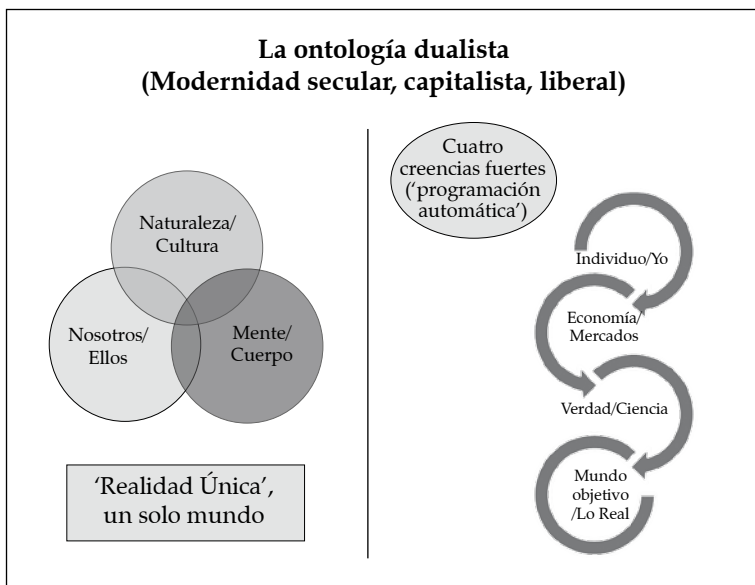 La ontología dualista
(Modernidad secular, capitalista, liberal)
Naturaleza/
Cultura
Nosotros/
Ellos
Mente/
Cuerpo
‘Realidad Única’,
un solo mundo
Cuatro
creencias fuertes
(‘programación
automática’)
Individuo/Yo
Economía/
Mercados
Verdad/Ciencia
Mundo
objetivo
/Lo Real